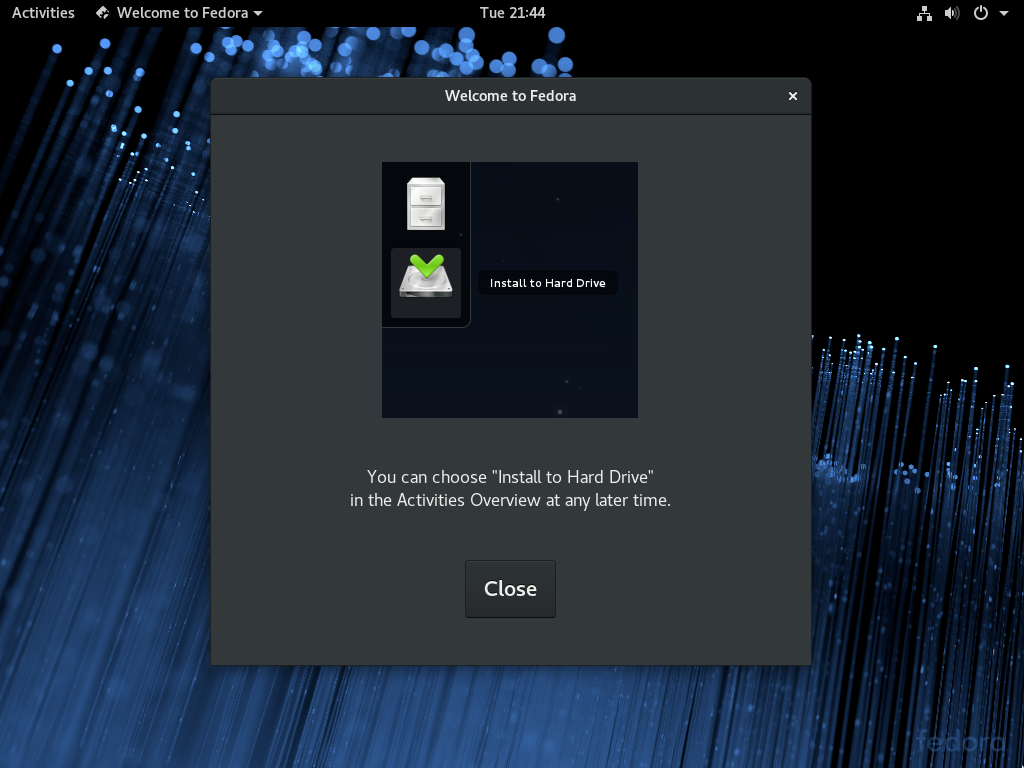 Activities Welcome to Fedora Tue 21:44
Welcome to Fedora
Install to Hard Drive
You can choose "Install to Hard Drive"
in the Activities Overview at any later time.
Close
fedora